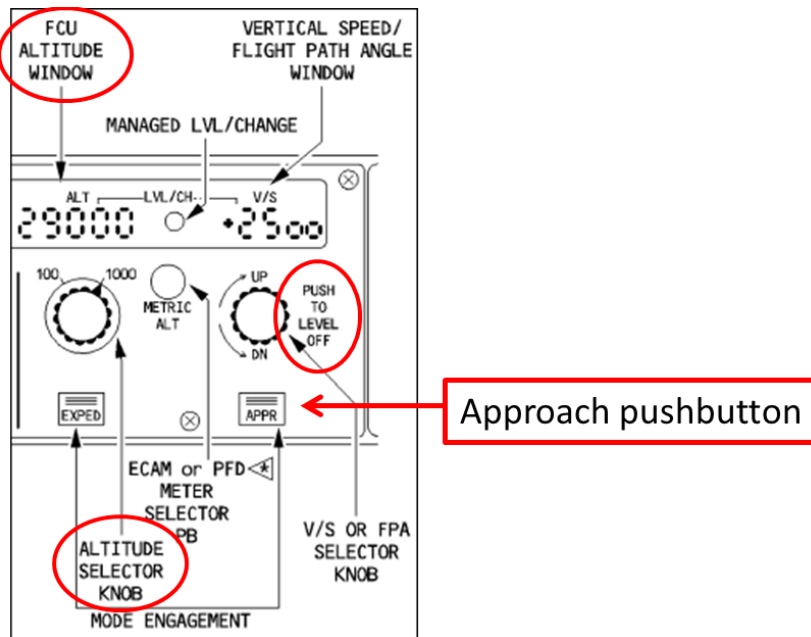 FCU
ALTITUDE
WINDOW
VERTICAL SPEED/
FLIGHT PATH ANGLE
WINDOW
MANAGED LVL/CHANGE
ALT LVL/CH V/S
29000 +2500
100 1000
METRIC
ALT
UP
DN
PUSH
TO
LEVEL
OFF
EXPED
APPR
Approach pushbutton
ECAM or PFD
METER
SELECTOR
PB
ALTITUDE
SELECTOR
KNOB
V/S OR FPA
SELECTOR
KNOB
MODE ENGAGEMENT